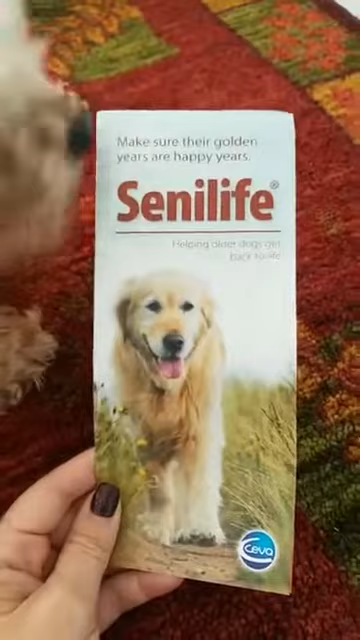 Make sure their golden
years are happy years.
Senilife®
Helping older dogs get
back to life
Ceva